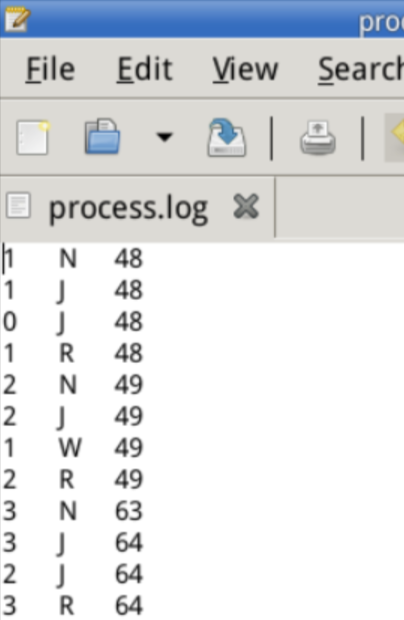 proc
File Edit View Search
process.log
1 N 48
1 J 48
0 J 48
1 R 48
2 N 49
2 J 49
1 W 49
2 R 49
3 N 63
3 J 64
2 J 64
3 R 64